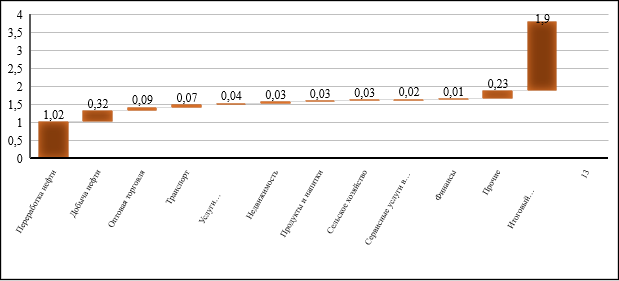 4
3,5
3
2,5
2
1,5
1
0,5
0
1,02
0,32
0,09
0,07
0,04
0,03
0,03
0,03
0,02
0,01
0,23
1,9
Переработка нефти
Добыча нефти
Оптовая торговля
Транспорт
Услуги...
Недвижимость
Продукты и напитки
Сельское хозяйство
Сервисные услуги в...
Финансы
Прочие
Итоговый...
13